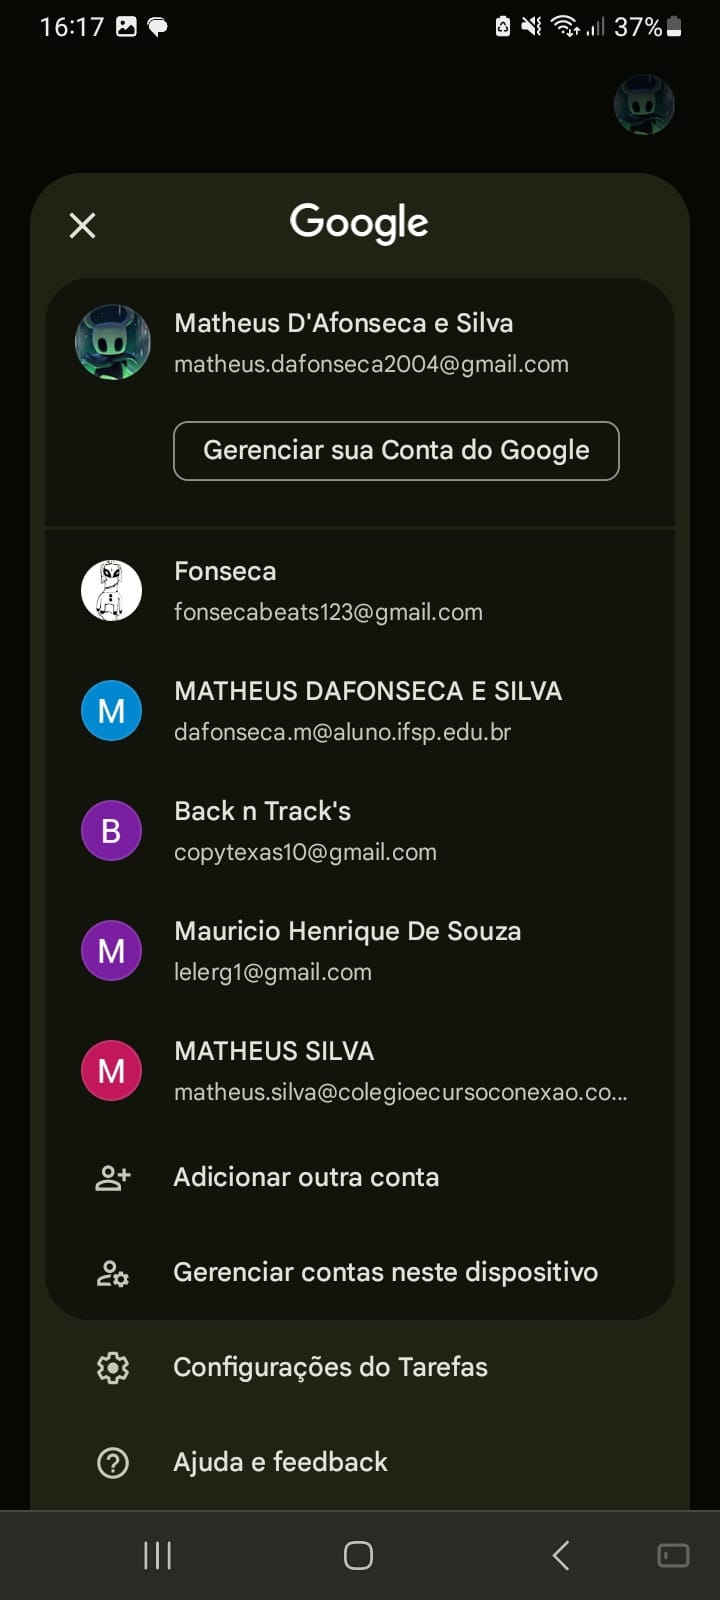 16:17
37%
Google
Matheus D'Afonseca e Silva
matheus.dafonseca2004@gmail.com
Gerenciar sua Conta do Google
Fonseca
fonsecabeats123@gmail.com
M
MATHEUS DAFONSECA E SILVA
dafonseca.m@aluno.ifsp.edu.br
B
Back n Track's
copytexas10@gmail.com
M
Mauricio Henrique De Souza
lelerg1@gmail.com
M
MATHEUS SILVA
matheus.silva@colegioecursoconexao.co...
Adicionar outra conta
Gerenciar contas neste dispositivo
Configurações do Tarefas
Ajuda e feedback